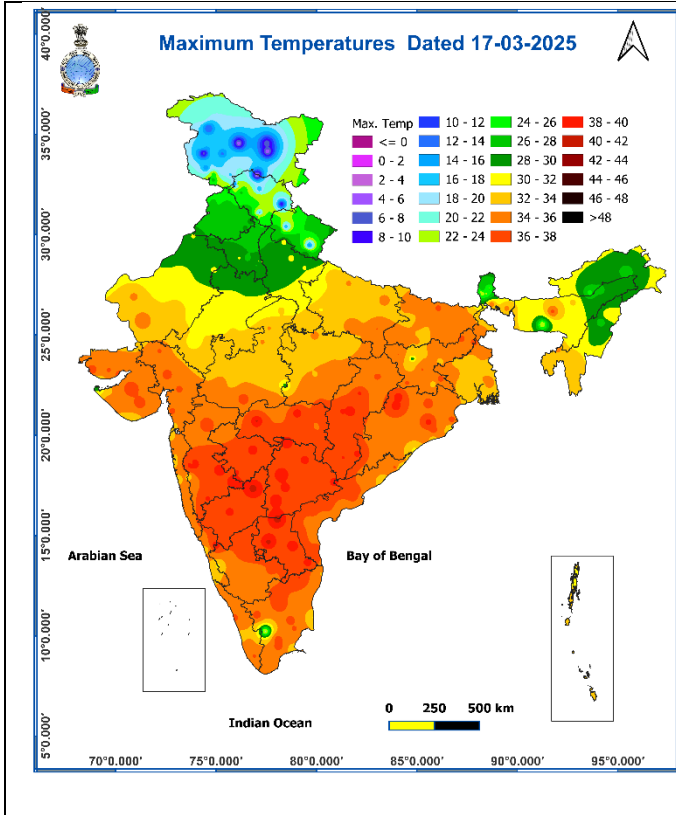 Maximum Temperatures Dated 17-03-2025
Max. Temp
<= 0
0 - 2
2 - 4
4 - 6
6 - 8
8 - 10
10 - 12
12 - 14
14 - 16
16 - 18
18 - 20
20 - 22
22 - 24
24 - 26
26 - 28
28 - 30
30 - 32
32 - 34
34 - 36
36 - 38
38 - 40
40 - 42
42 - 44
44 - 46
46 - 48
>48
40°0.000'
35°0.000'
30°0.000'
25°0.000'
20°0.000'
15°0.000'
10°0.000'
5°0.000'
Arabian Sea
Bay of Bengal
Indian Ocean
0 250 500 km
70°0.000' 75°0.000' 80°0.000' 85°0.000' 90°0.000' 95°0.000'